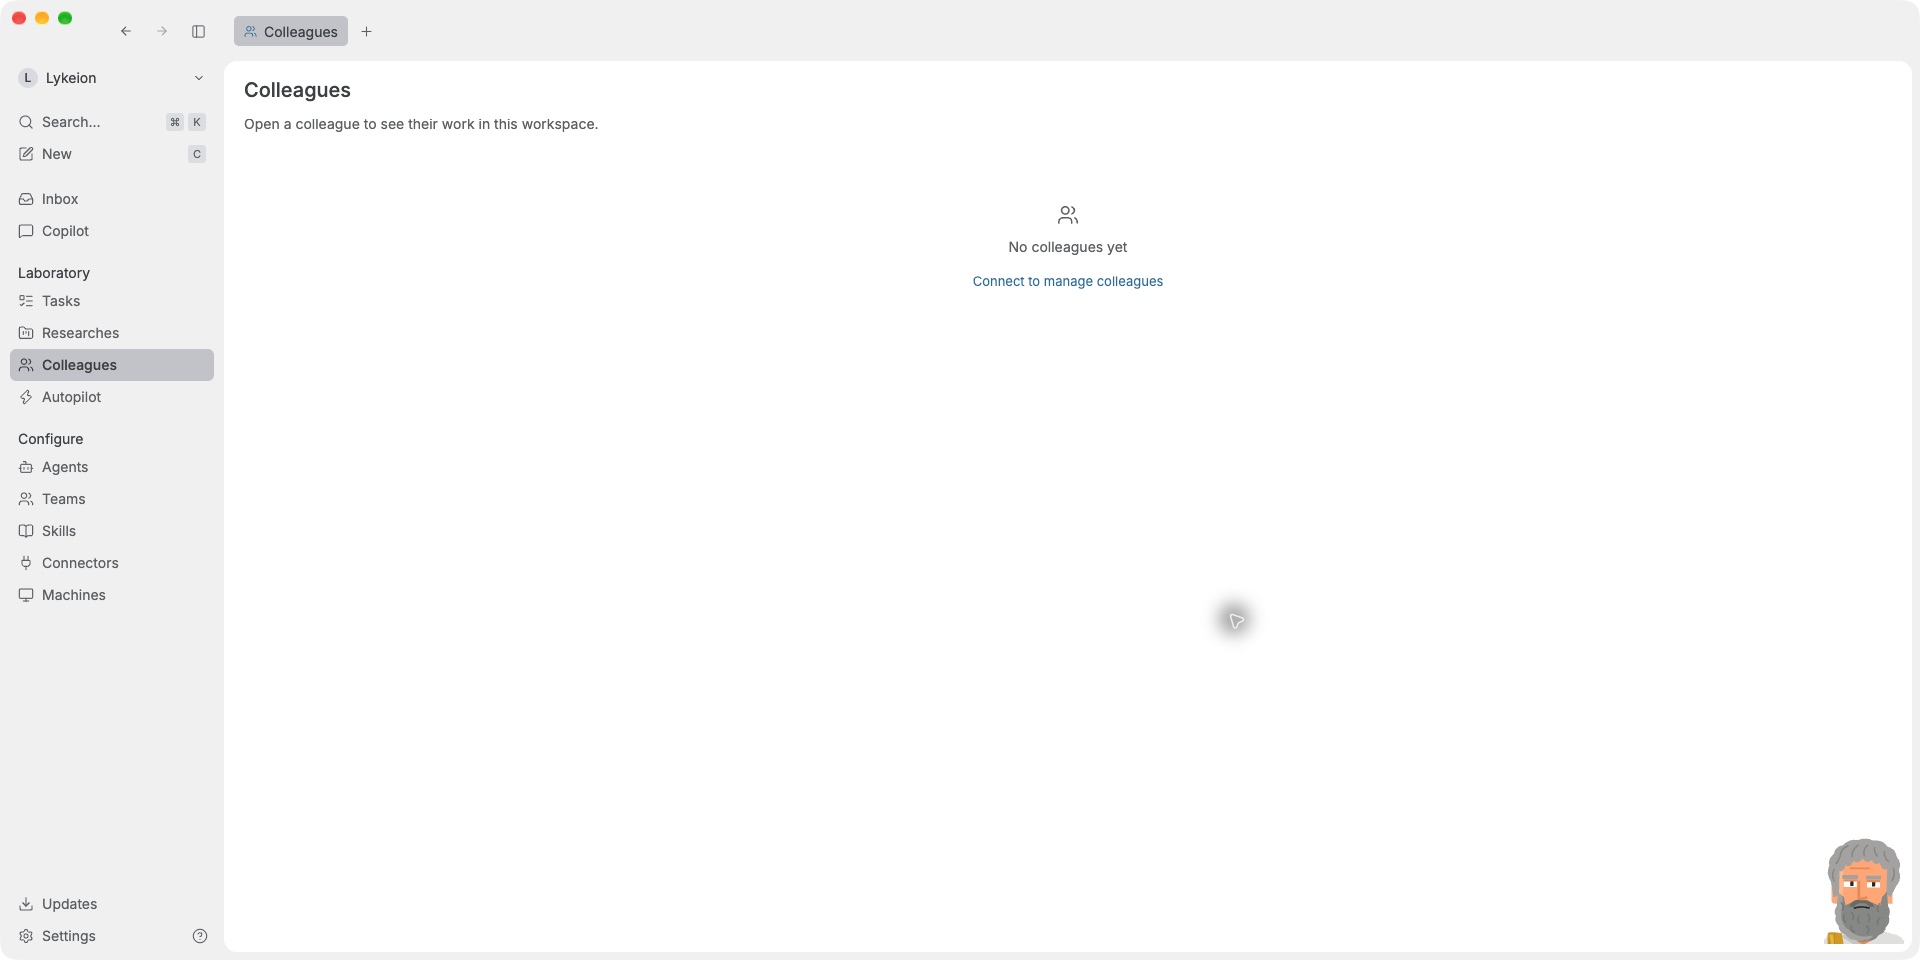 Colleagues
L Lykeion
Search... ⌘ K
New C
Inbox
Copilot
Laboratory
Tasks
Researches
Colleagues
Autopilot
Configure
Agents
Teams
Skills
Connectors
Machines
Updates
Settings
Colleagues
Open a colleague to see their work in this workspace.
No colleagues yet
Connect to manage colleagues